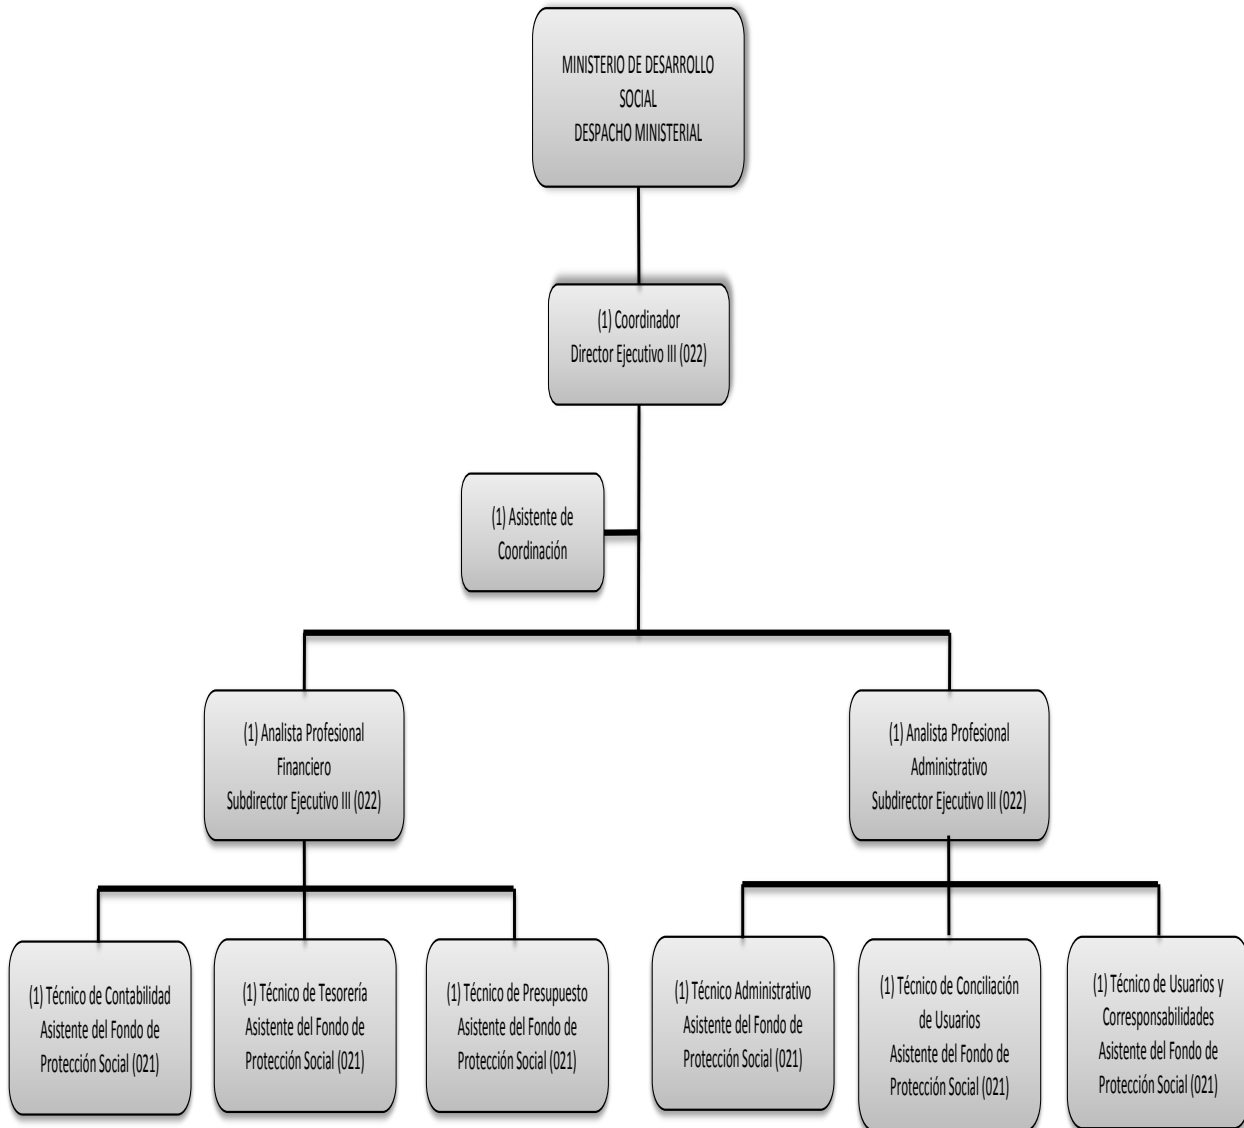 MINISTERIO DE DESARROLLO
SOCIAL
DESPACHO MINISTERIAL
(1) Coordinador
Director Ejecutivo III (022)
(1) Asistente de
Coordinación
(1) Analista Profesional
Financiero
Subdirector Ejecutivo III (022)
(1) Analista Profesional
Administrativo
Subdirector Ejecutivo III (022)
(1) Técnico de Contabilidad
Asistente del Fondo de
Protección Social (021)
(1) Técnico de Tesorería
Asistente del Fondo de
Protección Social (021)
(1) Técnico de Presupuesto
Asistente del Fondo de
Protección Social (021)
(1) Técnico Administrativo
Asistente del Fondo de
Protección Social (021)
(1) Técnico de Conciliación
de Usuarios
Asistente del Fondo de
Protección Social (021)
(1) Técnico de Usuarios y
Corresponsabilidades
Asistente del Fondo de
Protección Social (021)